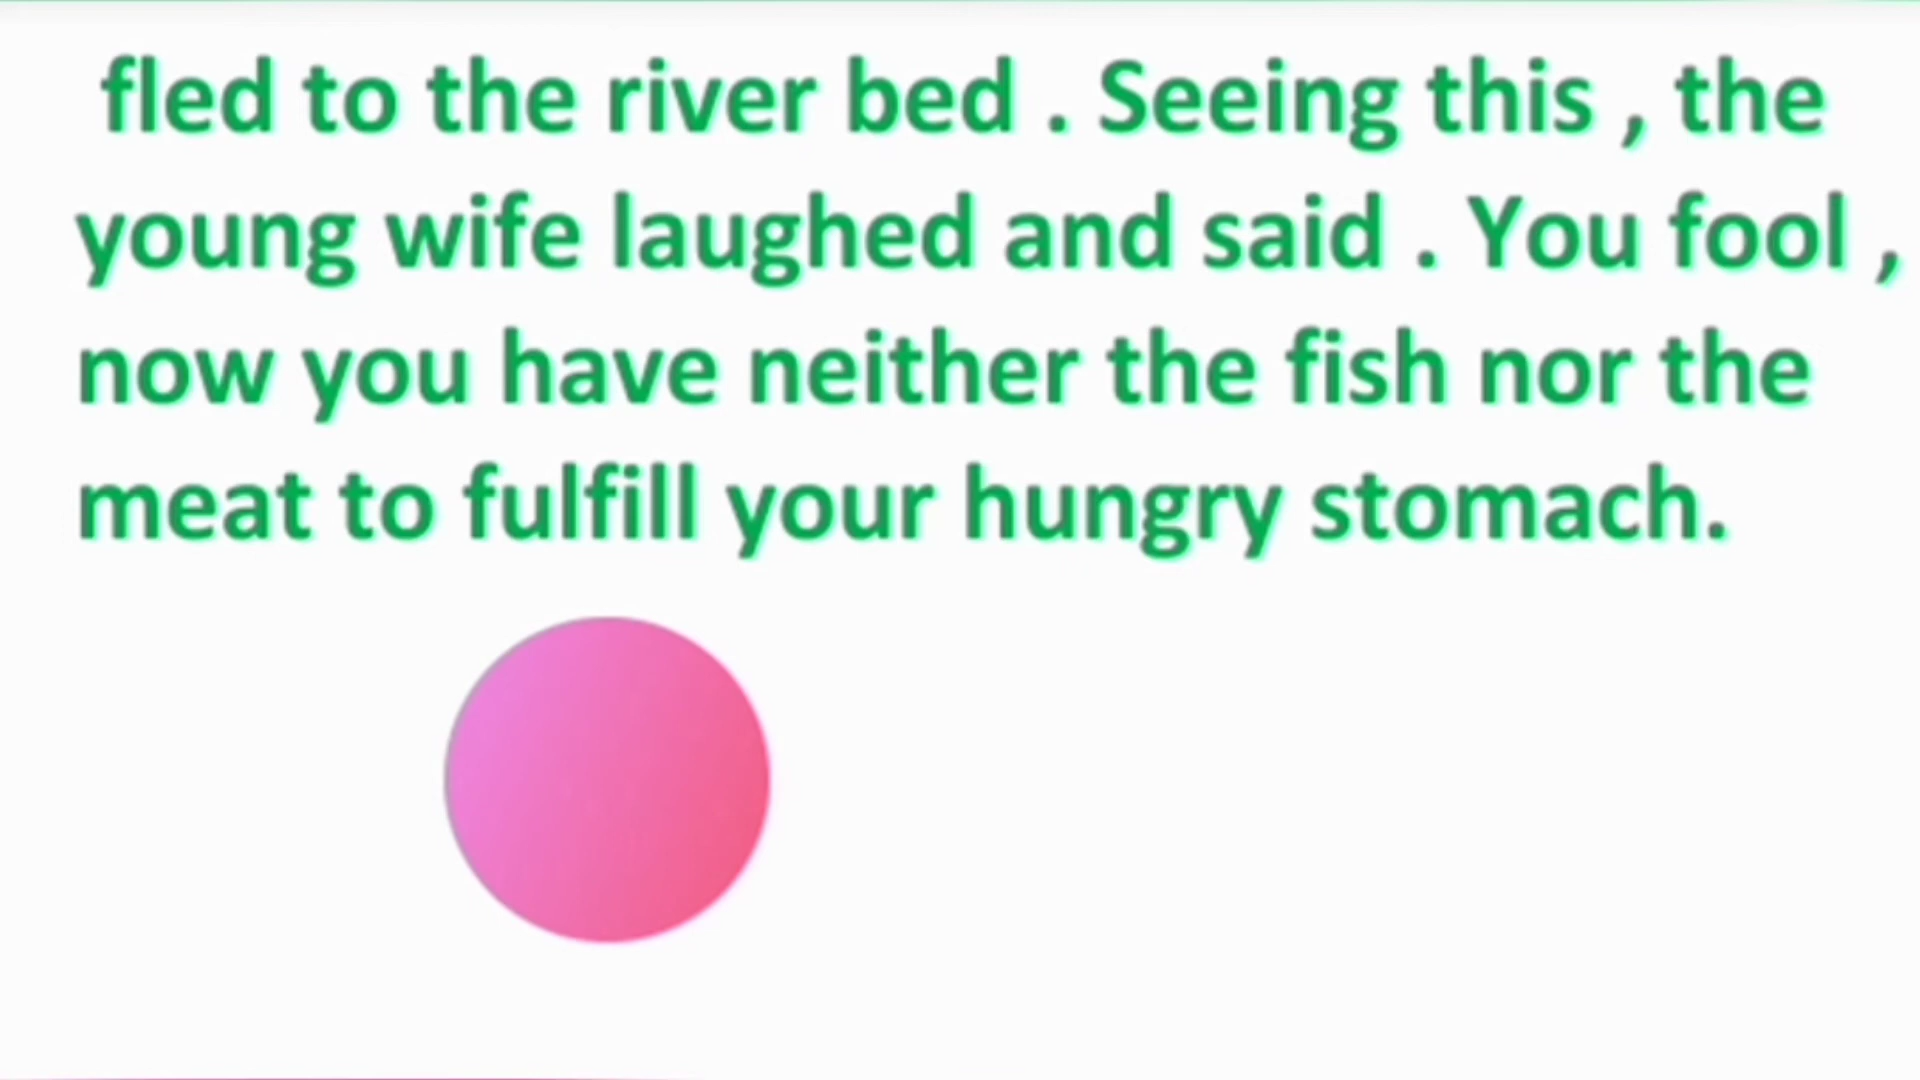 fled to the river bed . Seeing this , the
young wife laughed and said . You fool ,
now you have neither the fish nor the
meat to fulfill your hungry stomach.